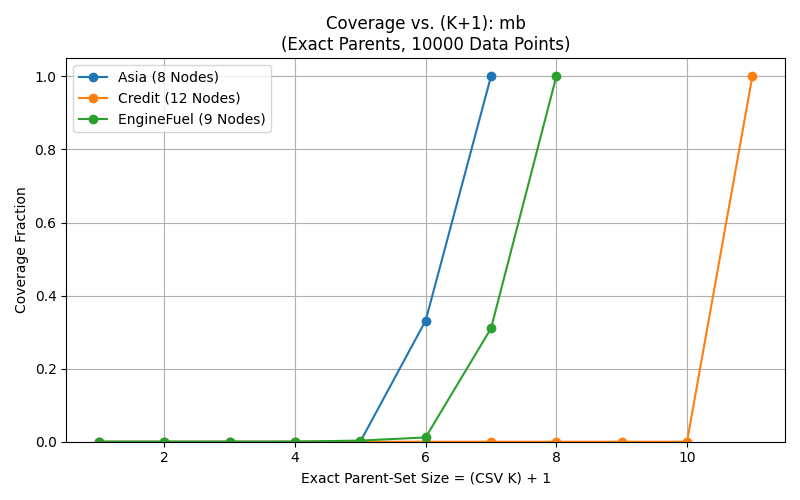 Coverage vs. (K+1): mb
(Exact Parents, 10000 Data Points)
Asia (8 Nodes)
Credit (12 Nodes)
EngineFuel (9 Nodes)
Coverage Fraction
1.0
0.8
0.6
0.4
0.2
0.0
2 4 6 8 10
Exact Parent-Set Size = (CSV K) + 1